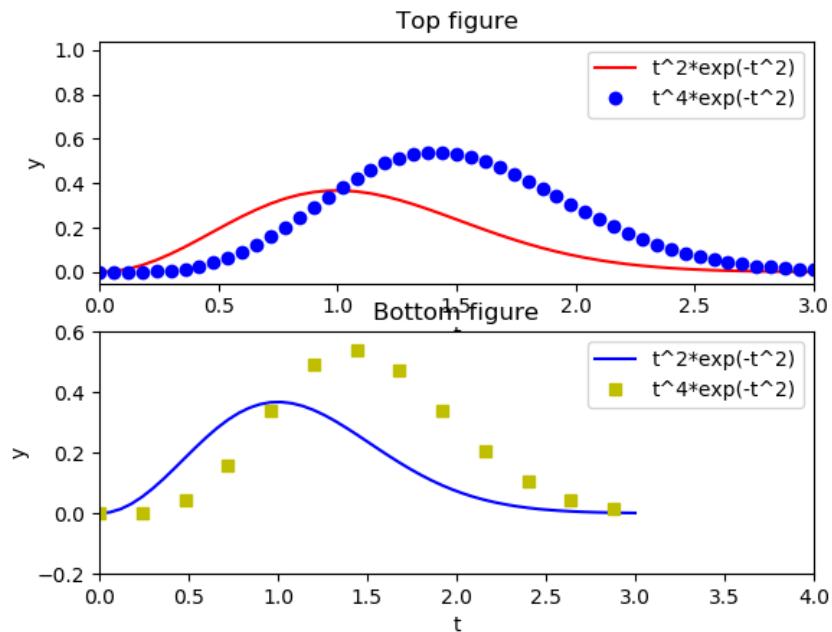 Top figure
1.0
0.8
0.6
0.4
0.2
0.0
y
t^2*exp(-t^2)
t^4*exp(-t^2)
0.0 0.5 1.0 1.5 2.0 2.5 3.0
t
Bottom figure
0.6
0.4
0.2
0.0
−0.2
y
t^2*exp(-t^2)
t^4*exp(-t^2)
0.0 0.5 1.0 1.5 2.0 2.5 3.0 3.5 4.0
t